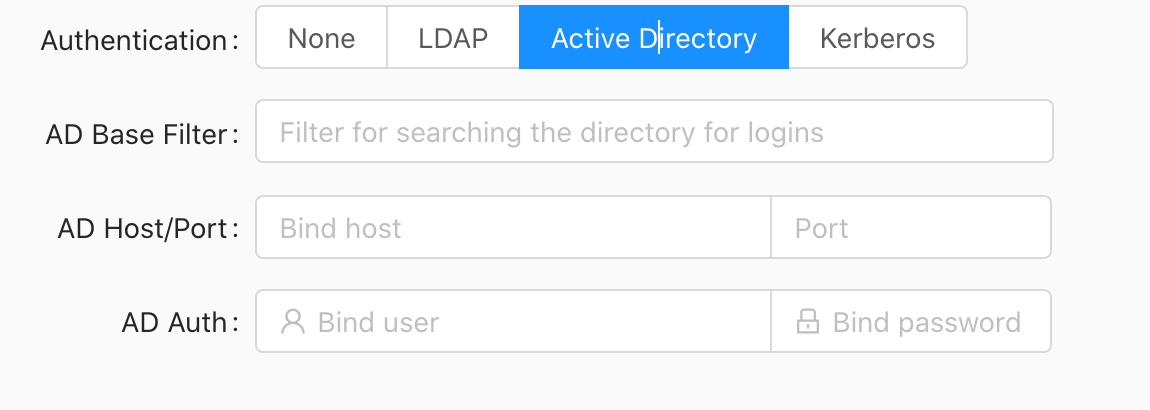 Authentication: None LDAP Active Directory Kerberos
AD Base Filter: Filter for searching the directory for logins
AD Host/Port: Bind host Port
AD Auth: Bind user Bind password